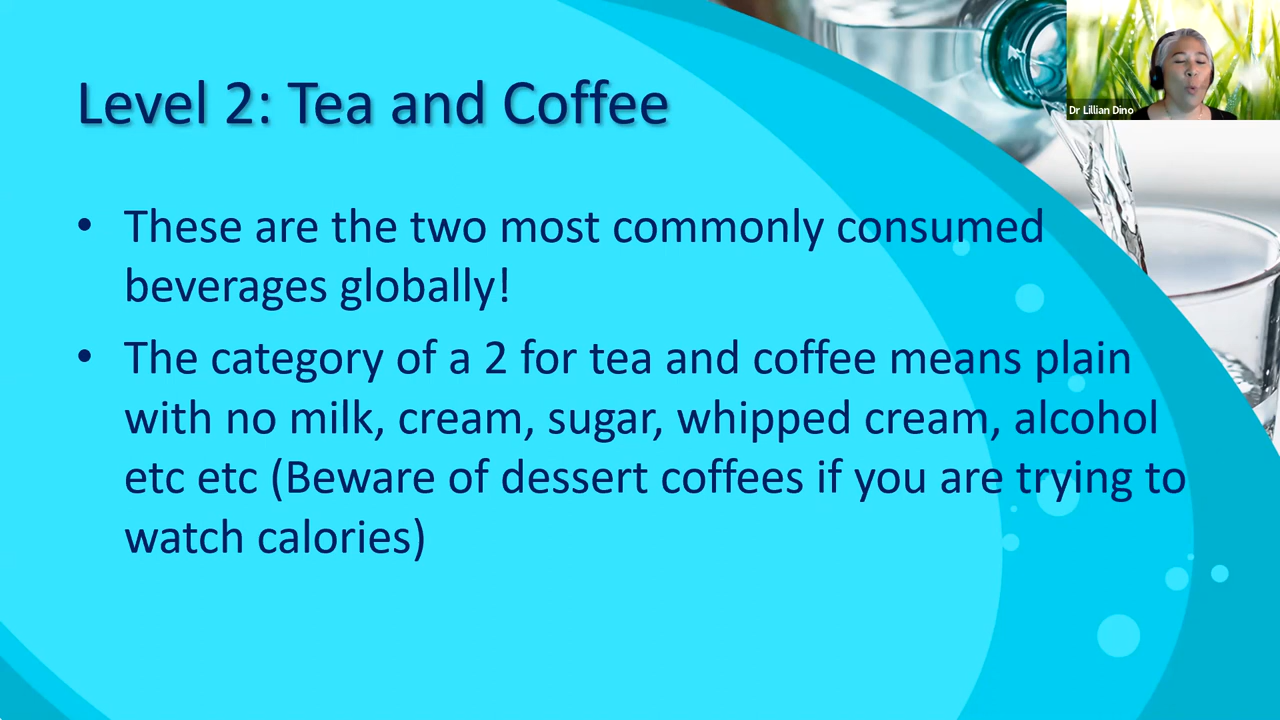 Level 2: Tea and Coffee
Dr Lillian Dino
• These are the two most commonly consumed
beverages globally!
• The category of a 2 for tea and coffee means plain
with no milk, cream, sugar, whipped cream, alcohol
etc etc (Beware of dessert coffees if you are trying to
watch calories)